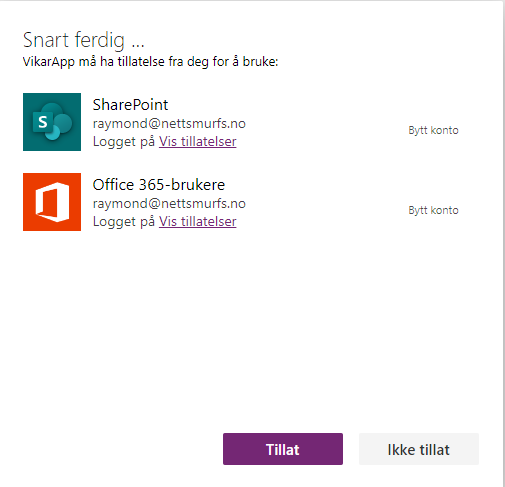 Snart ferdig ...
VikarApp må ha tillatelse fra deg for å bruke:
SharePoint
raymond@nettsmurfs.no
Logget på Vis tillatelser
Bytt konto
S
Office 365-brukere
raymond@nettsmurfs.no
Logget på Vis tillatelser
Bytt konto
Tillat
Ikke tillat